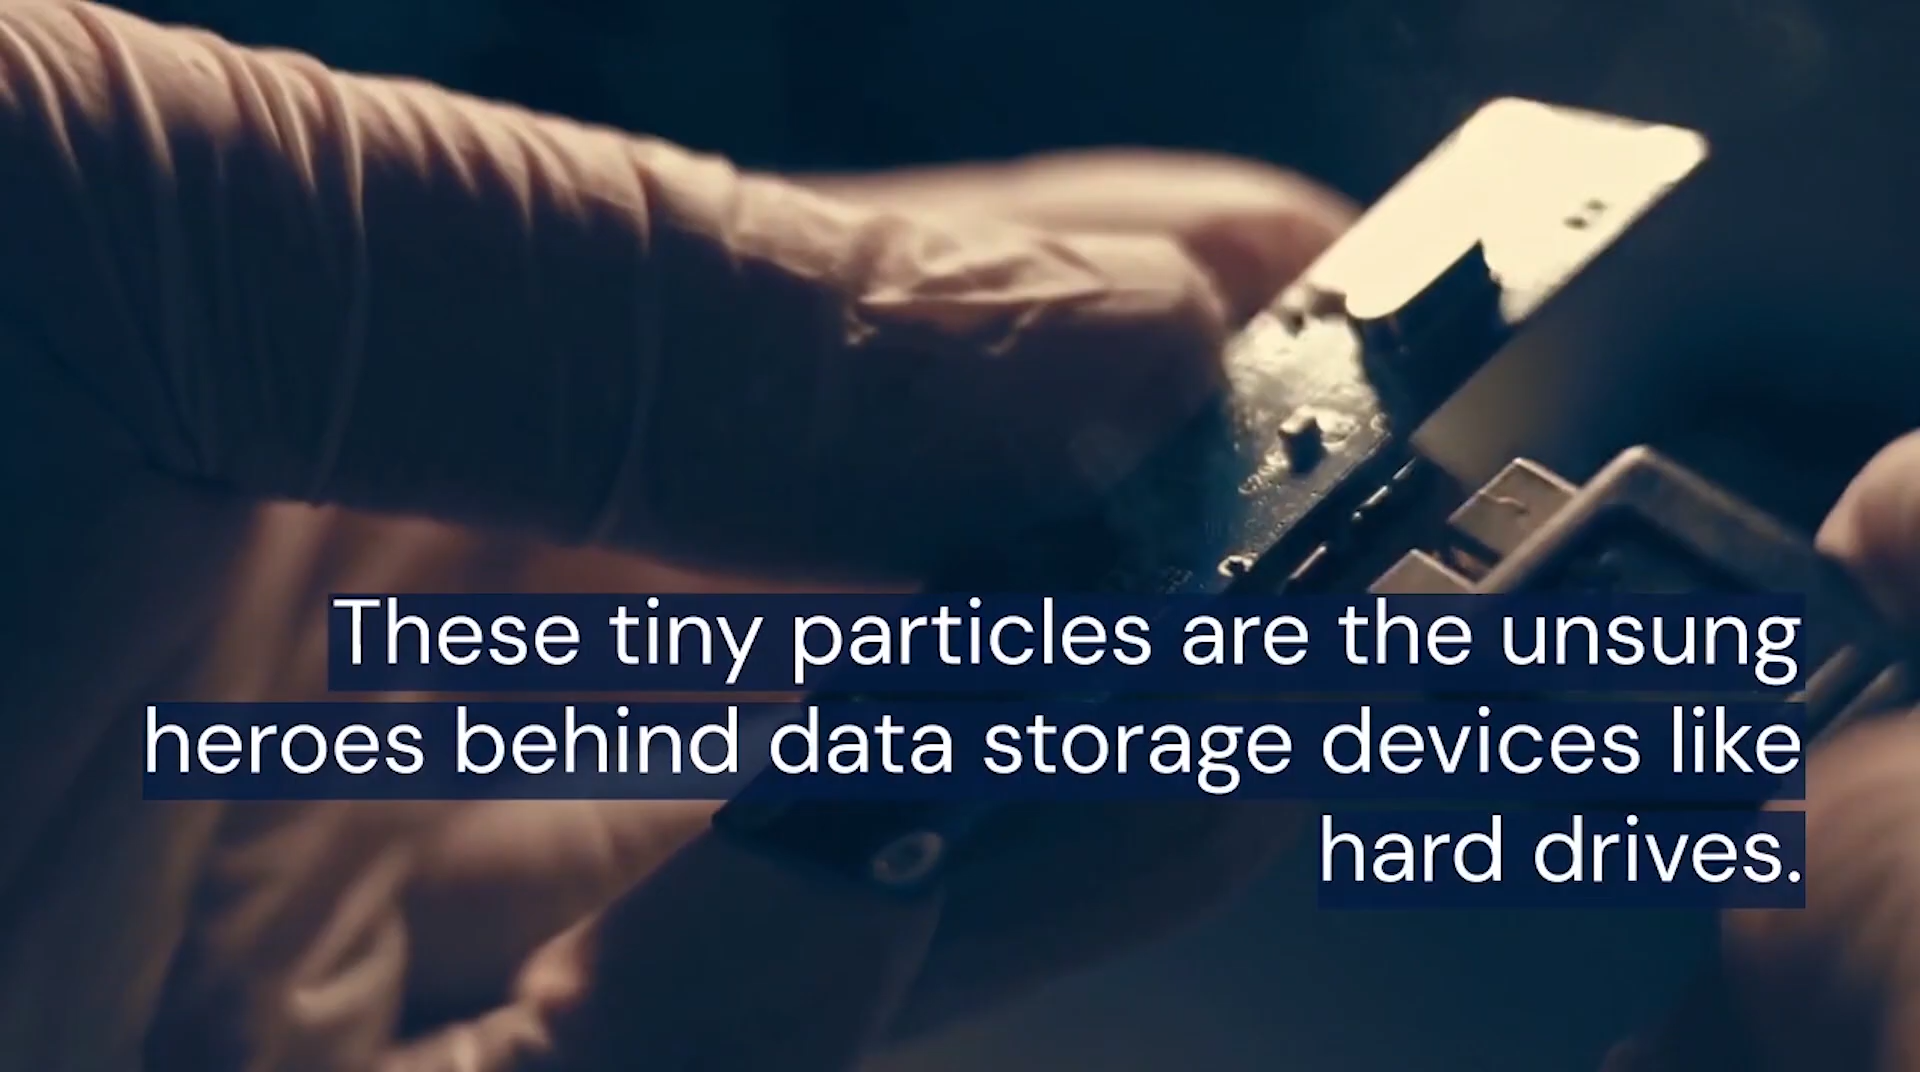 These tiny particles are the unsung
heroes behind data storage devices like
hard drives.